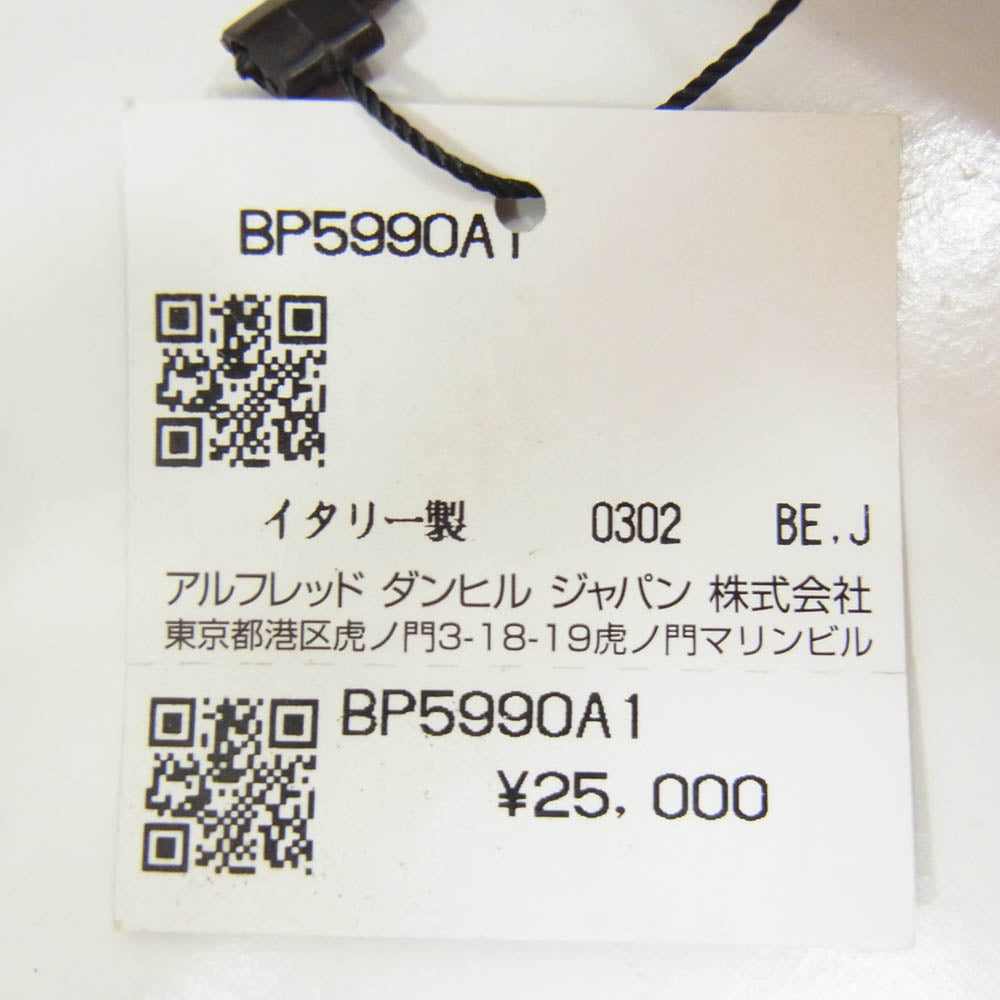 BP5990A1
イタリー製 0302 BE,J
アルフレッド ダンヒル ジャパン 株式会社
東京都港区虎ノ門3-18-19虎ノ門マリンビル
BP5990A1
¥25,000